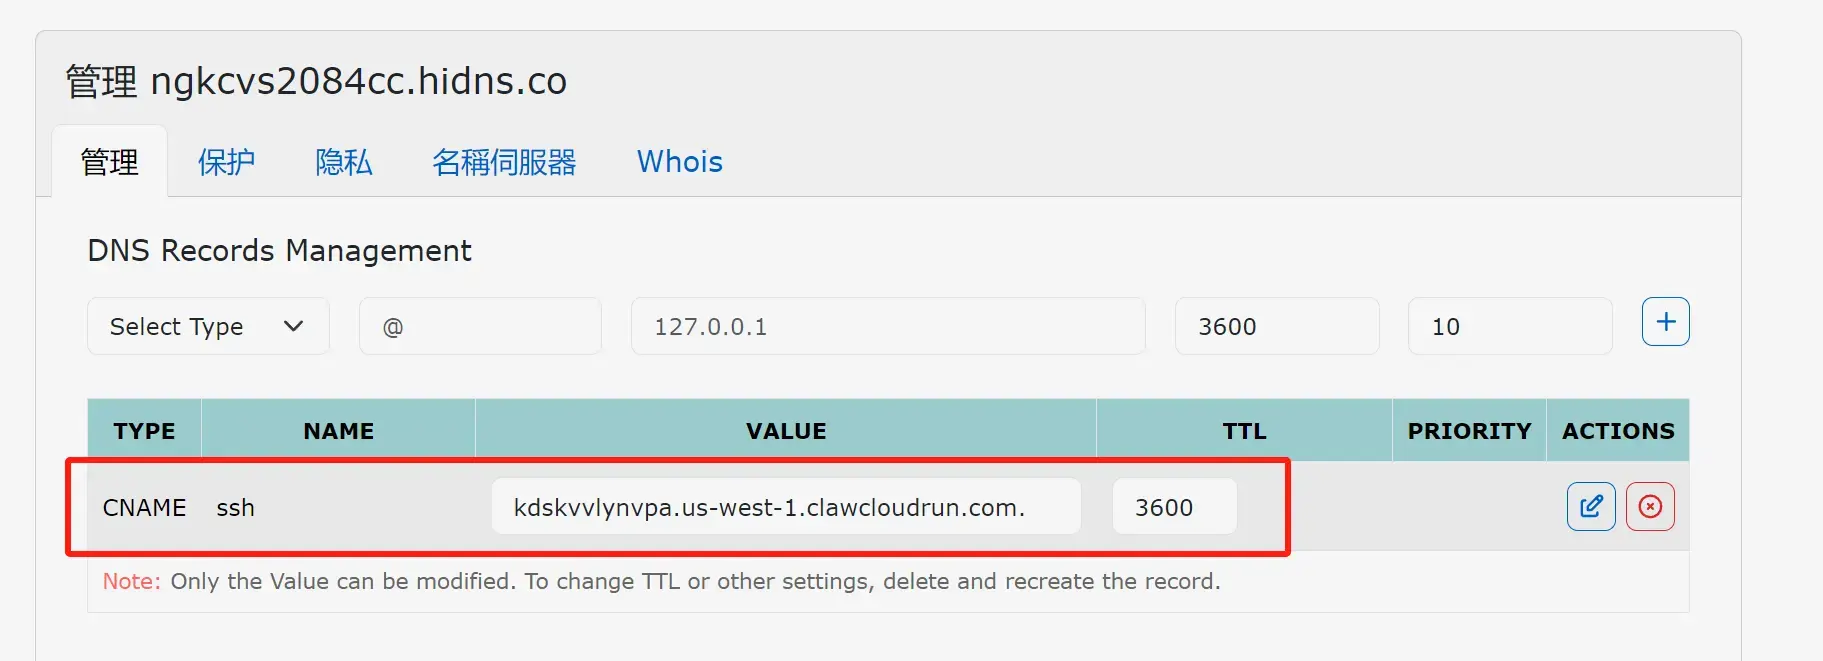 管理 ngkcvs2084cc.hidns.co
管理 保护 隐私 名稱伺服器 Whois
DNS Records Management
Select Type @ 127.0.0.1 3600 10 +
TYPE NAME VALUE TTL PRIORITY ACTIONS
CNAME ssh kdskvvlynvpa.us-west-1.clawcloudrun.com. 3600
Note: Only the Value can be modified. To change TTL or other settings, delete and recreate the record.